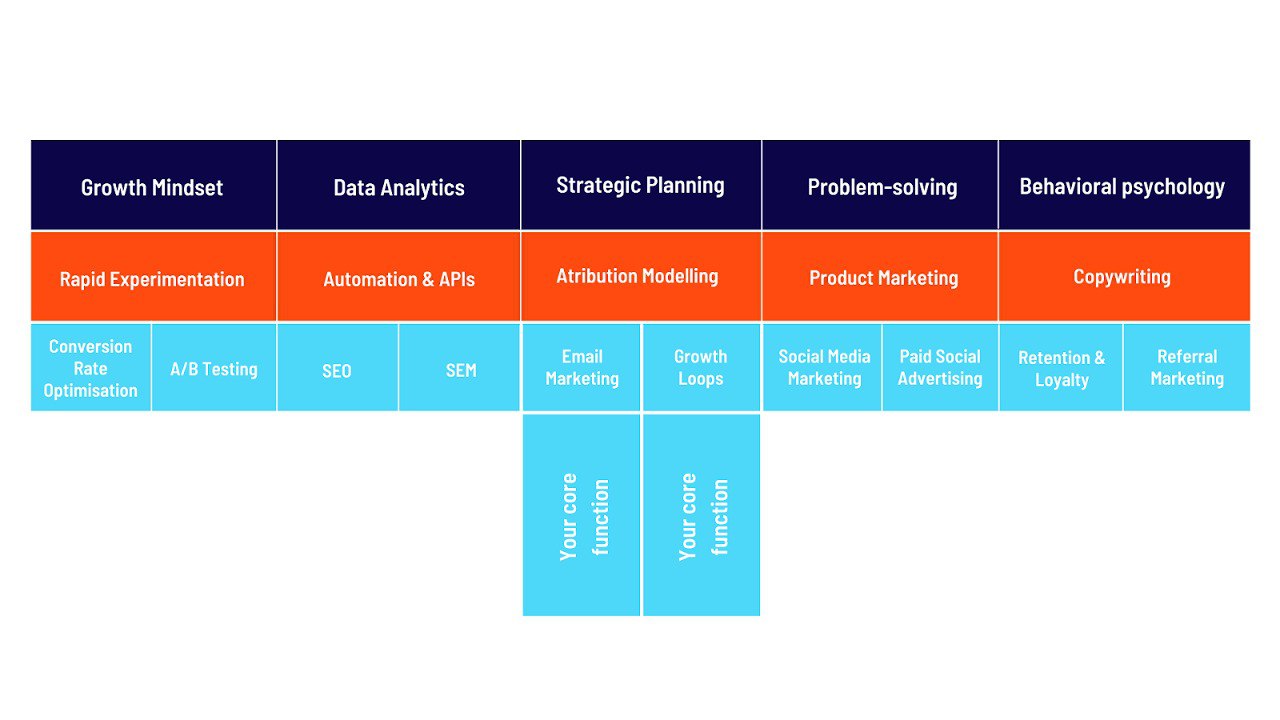 Growth Mindset
Data Analytics
Strategic Planning
Problem-solving
Behavioral psychology
Rapid Experimentation
Automation & APIs
Atribution Modelling
Product Marketing
Copywriting
Conversion
Rate
Optimisation
A/B Testing
SEO
SEM
Email
Marketing
Growth
Loops
Social Media
Marketing
Paid Social
Advertising
Retention &
Loyalty
Referral
Marketing
Your core
function
Your core
function